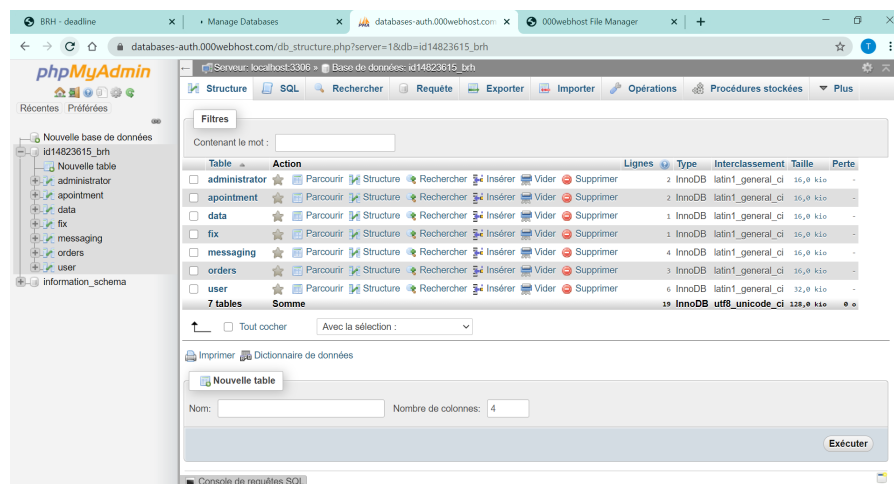 BRH - deadline
Manage Databases
databases-auth.000webhost.com
000webhost File Manager
databases-auth.000webhost.com/db_structure.php?server=1&db=id14823615_brh
T
phpMyAdmin
Récentes Préférées
Nouvelle base de données
id14823615_brh
Nouvelle table
administrator
apointment
data
fix
messaging
orders
user
information_schema
Serveur: localhost:3306 » Base de données: id14823615_brh
Structure SQL Rechercher Requête Exporter Importer Opérations Procédures stockées Plus
Filtres
Contenant le mot :
Table Action Lignes Type Interclassement Taille Perte
administrator Parcourir Structure Rechercher Insérer Vider Supprimer 2 InnoDB latin1_general_ci 16,0 kio -
apointment Parcourir Structure Rechercher Insérer Vider Supprimer 2 InnoDB latin1_general_ci 16,0 kio -
data Parcourir Structure Rechercher Insérer Vider Supprimer 1 InnoDB latin1_general_ci 16,0 kio -
fix Parcourir Structure Rechercher Insérer Vider Supprimer 1 InnoDB latin1_general_ci 16,0 kio -
messaging Parcourir Structure Rechercher Insérer Vider Supprimer 4 InnoDB latin1_general_ci 16,0 kio -
orders Parcourir Structure Rechercher Insérer Vider Supprimer 3 InnoDB latin1_general_ci 16,0 kio -
user Parcourir Structure Rechercher Insérer Vider Supprimer 6 InnoDB latin1_general_ci 32,0 kio -
7 tables Somme 19 InnoDB utf8_unicode_ci 128,0 kio 0 o
Tout cocher Avec la sélection :
Imprimer Dictionnaire de données
Nouvelle table
Nom: Nombre de colonnes: 4
Exécuter
Console de requêtes SQL